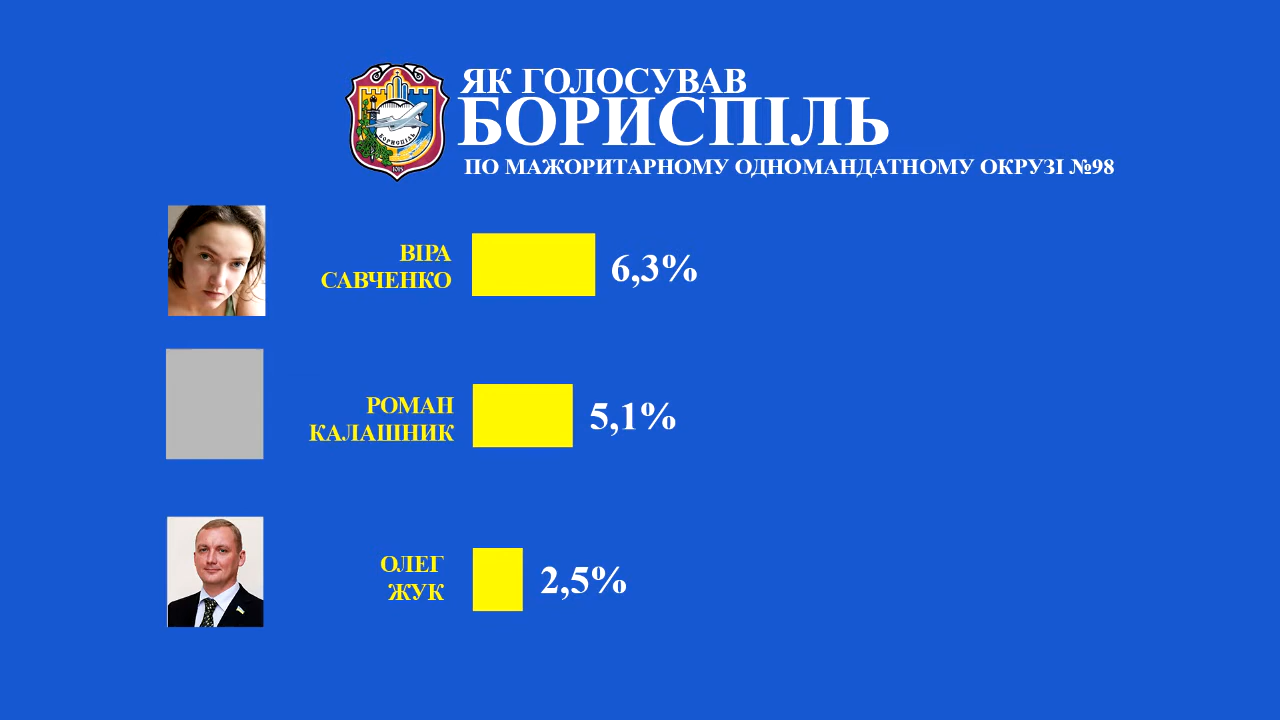 ЯК ГОЛОСУВАВ
БОРИСПІЛЬ
ПО МАЖОРИТАРНОМУ ОДНОМАНДАТНОМУ ОКРУЗІ №98
БОРИСПІЛЬ
ВІРА
САВЧЕНКО
6,3%
РОМАН
КАЛАШНИК
5,1%
ОЛЕГ
ЖУК
2,5%